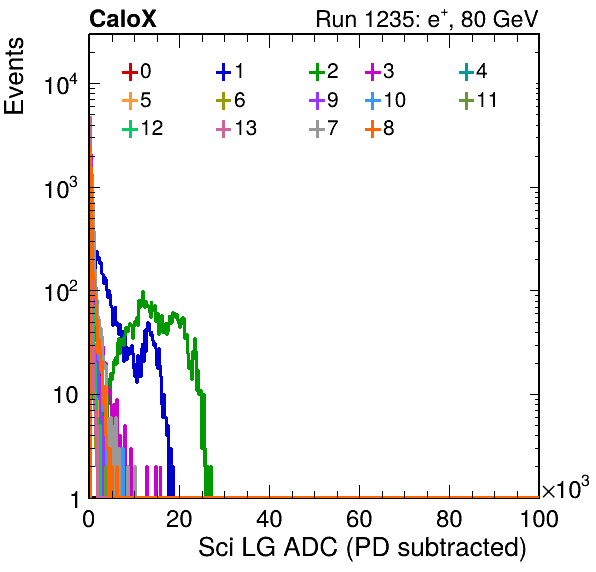 CaloX Run 1235: e⁺, 80 GeV
Events
0 1 2 3 4
5 6 9 10 11
12 13 7 8
10⁴
10³
10²
10
1
0 20 40 60 80 100
×10³
Sci LG ADC (PD subtracted)